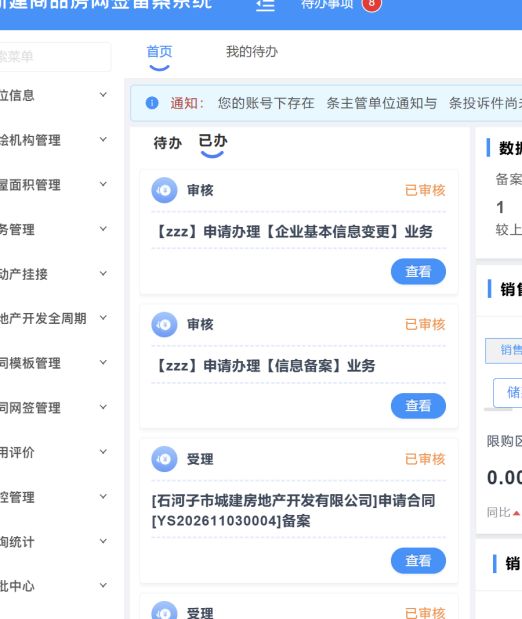 新建商品房网签备案系统
待办事项 8
首页 我的待办
索菜单
位信息
绘机构管理
屋面积管理
务管理
动产挂接
地产开发全周期
同模板管理
同网签管理
用评价
控管理
询统计
批中心
通知： 您的账号下存在 条主管单位通知与 条投诉件尚未
待办 已办
审核 已审核
【zzz】申请办理【企业基本信息变更】业务
查看
审核 已审核
【zzz】申请办理【信息备案】业务
查看
受理 已审核
[石河子市城建房地产开发有限公司]申请合同
[YS202611030004]备案
查看
受理 已审核
数据
备案
1
较上
销售
销售
储
限购区
0.00
同比
销